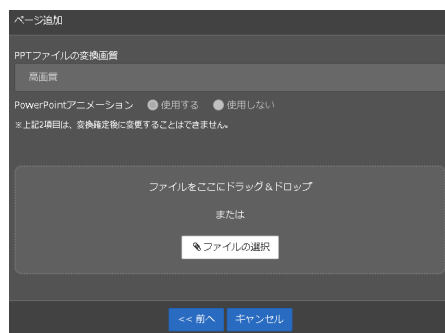 ページ追加
PPTファイルの変換画質
高画質
PowerPointアニメーション 使用する 使用しない
※上記2項目は、変換確定後に変更することはできません。
ファイルをここにドラッグ&ドロップ
または
ファイルの選択
<< 前へ キャンセル